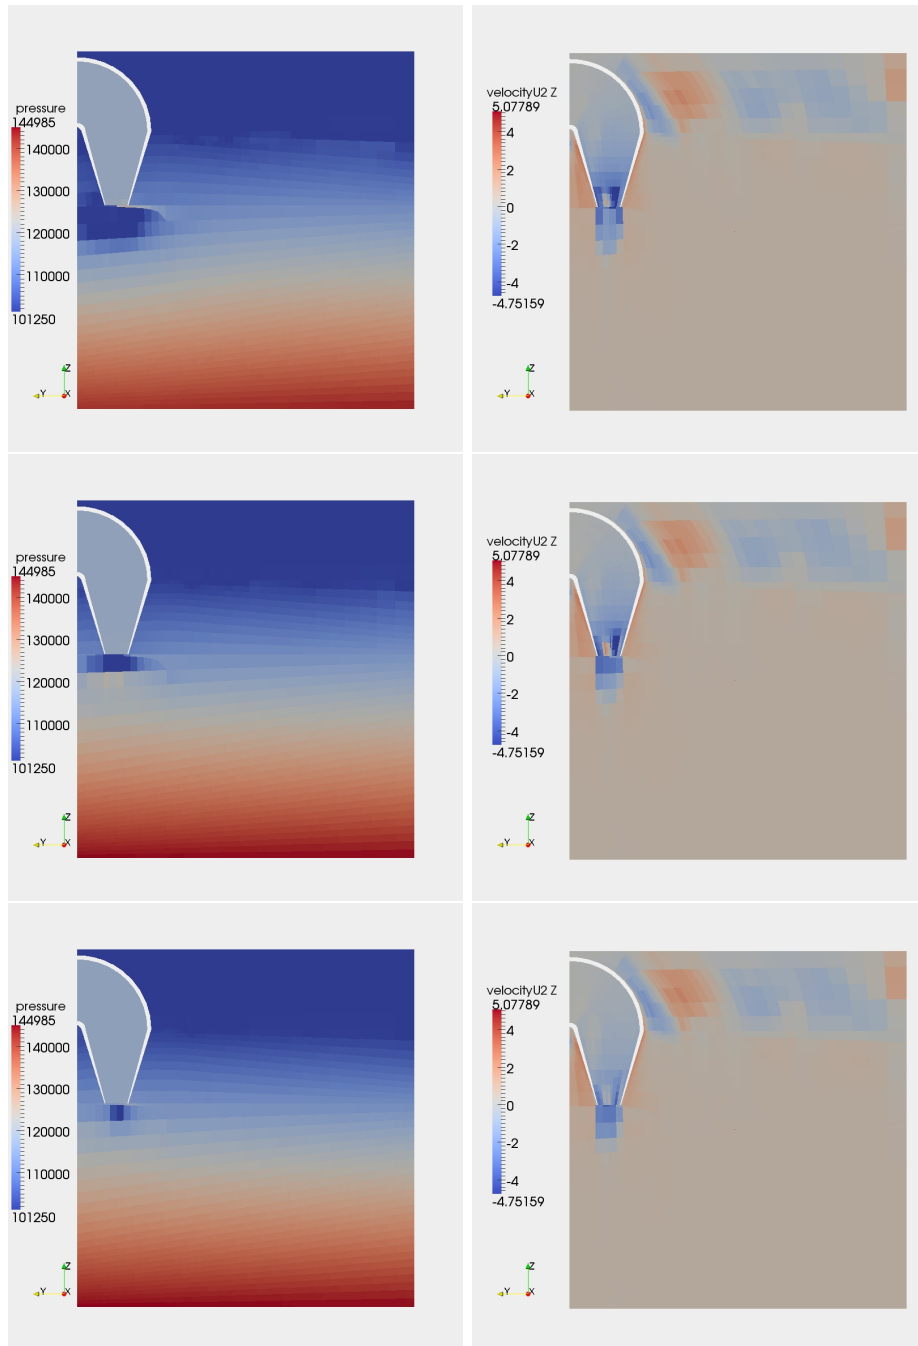 pressure
144985
140000
130000
120000
110000
101250
Z
Y
X
velocityU2 Z
5.07789
4
2
0
-2
-4
-4.75159
Z
Y
X
pressure
144985
140000
130000
120000
110000
101250
Z
Y
X
velocityU2 Z
5.07789
4
2
0
-2
-4
-4.75159
Z
Y
X
pressure
144985
140000
130000
120000
110000
101250
Z
Y
X
velocityU2 Z
5.07789
4
2
0
-2
-4
-4.75159
Z
Y
X